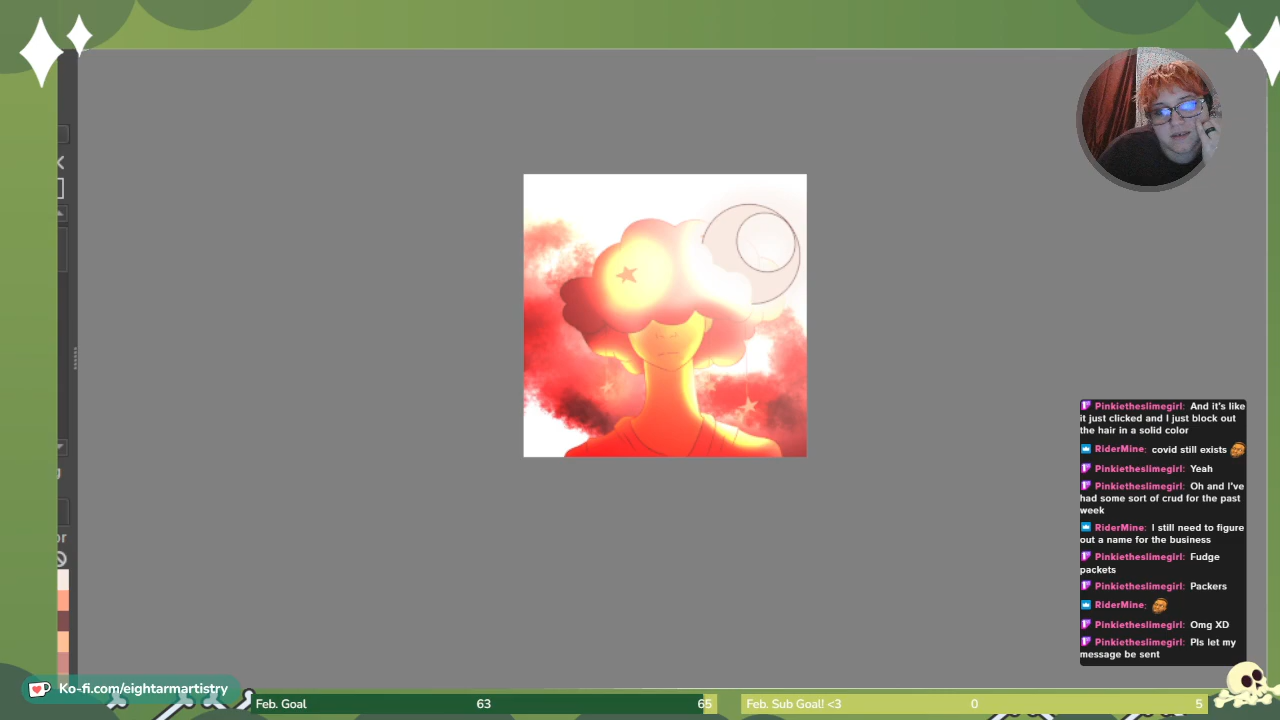 Pinkietheslimegirl: And it's like
it just clicked and I just block out
the hair in a solid color
RiderMine: covid still exists
Pinkietheslimegirl: Yeah
Pinkietheslimegirl: Oh and I've
had some sort of crud for the past
week
RiderMine: I still need to figure
out a name for the business
Pinkietheslimegirl: Fudge
packets
Pinkietheslimegirl: Packers
RiderMine:
Pinkietheslimegirl: Omg XD
Pinkietheslimegirl: Pls let my
message be sent
or
Ko-fi.com/eightarmartistry
Feb. Goal 63 65
Feb. Sub Goal! <3 0 5